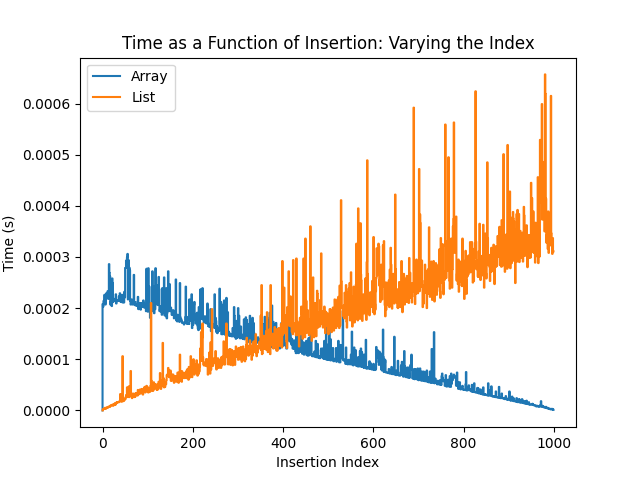 Time as a Function of Insertion: Varying the Index
Array
List
0.0006
0.0005
0.0004
0.0003
0.0002
0.0001
0.0000
Time (s)
0 200 400 600 800 1000
Insertion Index